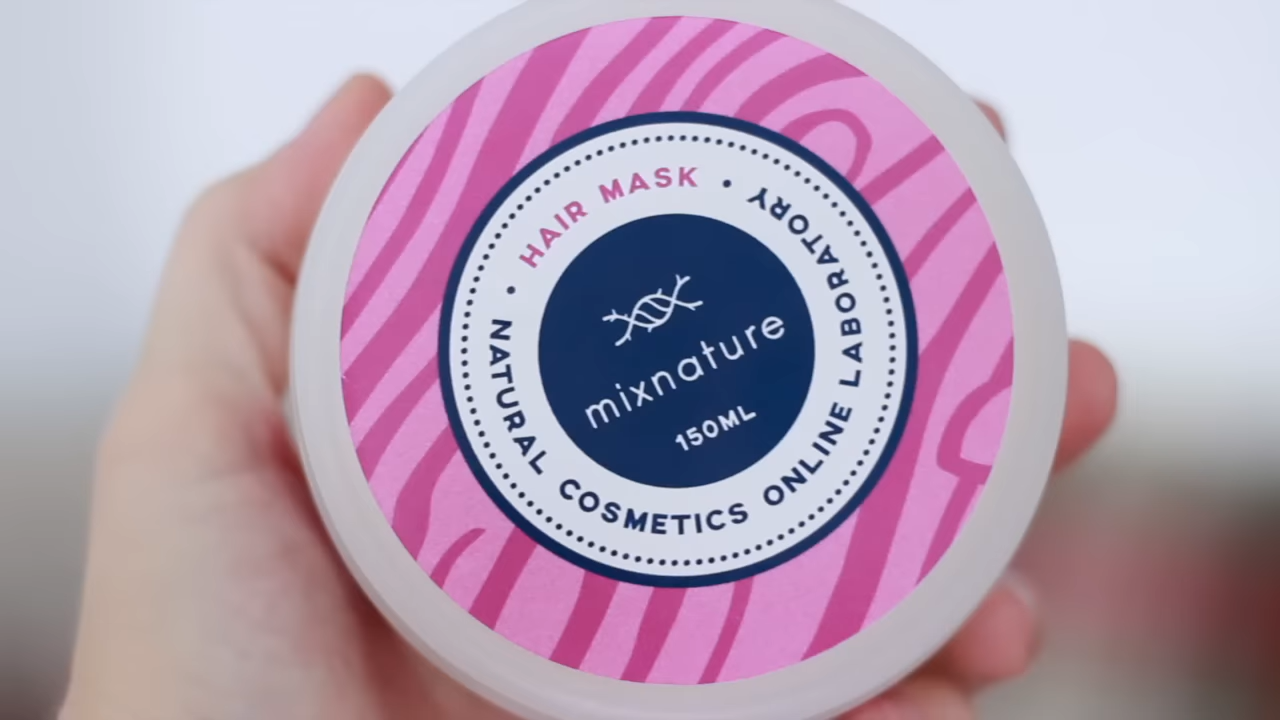 HAIR MASK
• NATURAL COSMETICS ONLINE LABORATORY •
mixnature
150ML